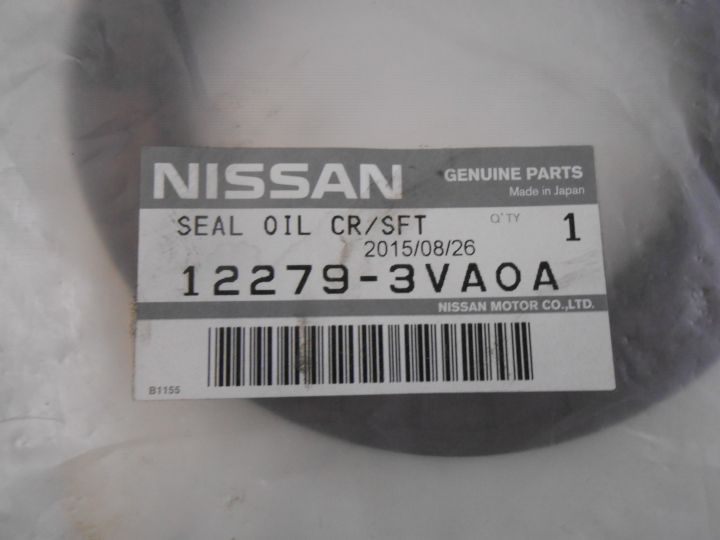 NISSAN
GENUINE PARTS
Made in Japan
SEAL OIL CR/SFT
Q'TY 1
2015/08/26
12279-3VA0A
NISSAN MOTOR CO.,LTD.
B1155